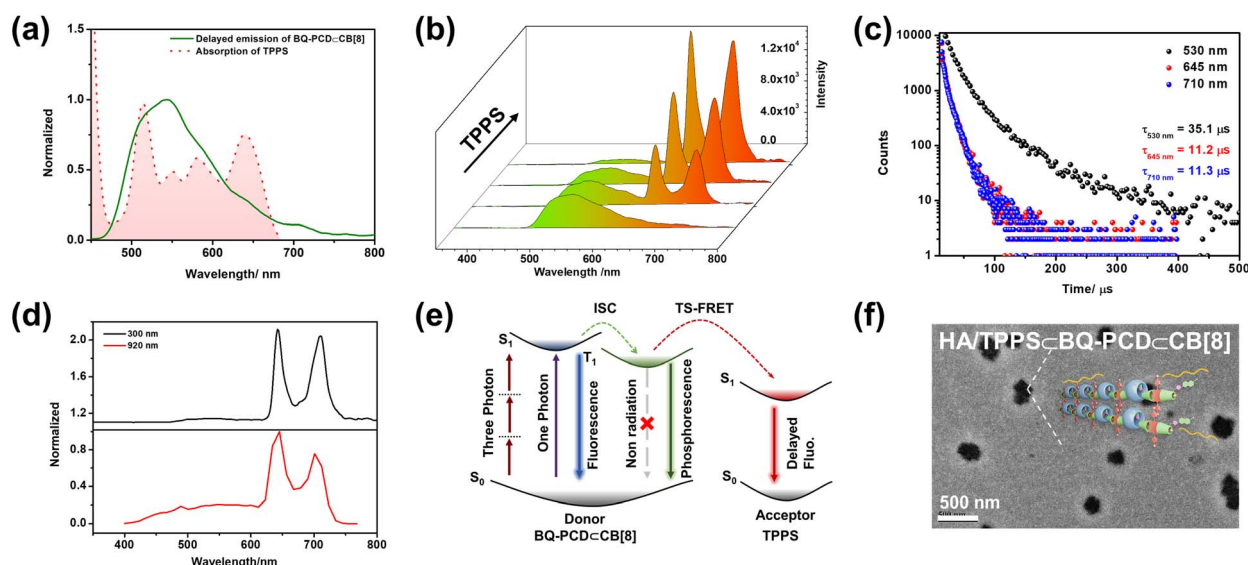 (a)
Delayed emission of BQ-PCD⊂CB[8]
Absorption of TPPS
1.5
1.0
0.5
0.0
Normalized
500 550 600 650 700 750 800
Wavelength/ nm
(b)
TPPS
1.2x10⁴
8.0x10³
4.0x10³
0.0
Intensity
400 500 600 700 800
Wavelength /nm
(c)
10000
1000
100
10
1
Counts
530 nm
645 nm
710 nm
τ530 nm = 35.1 μs
τ645 nm = 11.2 μs
τ710 nm = 11.3 μs
100 200 300 400 500
Time/ μs
(d)
300 nm
920 nm
2.0
1.6
1.2
0.8
0.4
0.0
Normalized
400 500 600 700 800
Wavelength/nm
(e)
ISC
TS-FRET
S₁
T₁
S₁
Three Photon
One Photon
Fluorescence
Non radiation
Phosphorescence
Delayed
Fluo.
S₀
S₀
Donor
BQ-PCD⊂CB[8]
Acceptor
TPPS
(f)
HA/TPPS⊂BQ-PCD⊂CB[8]
500 nm